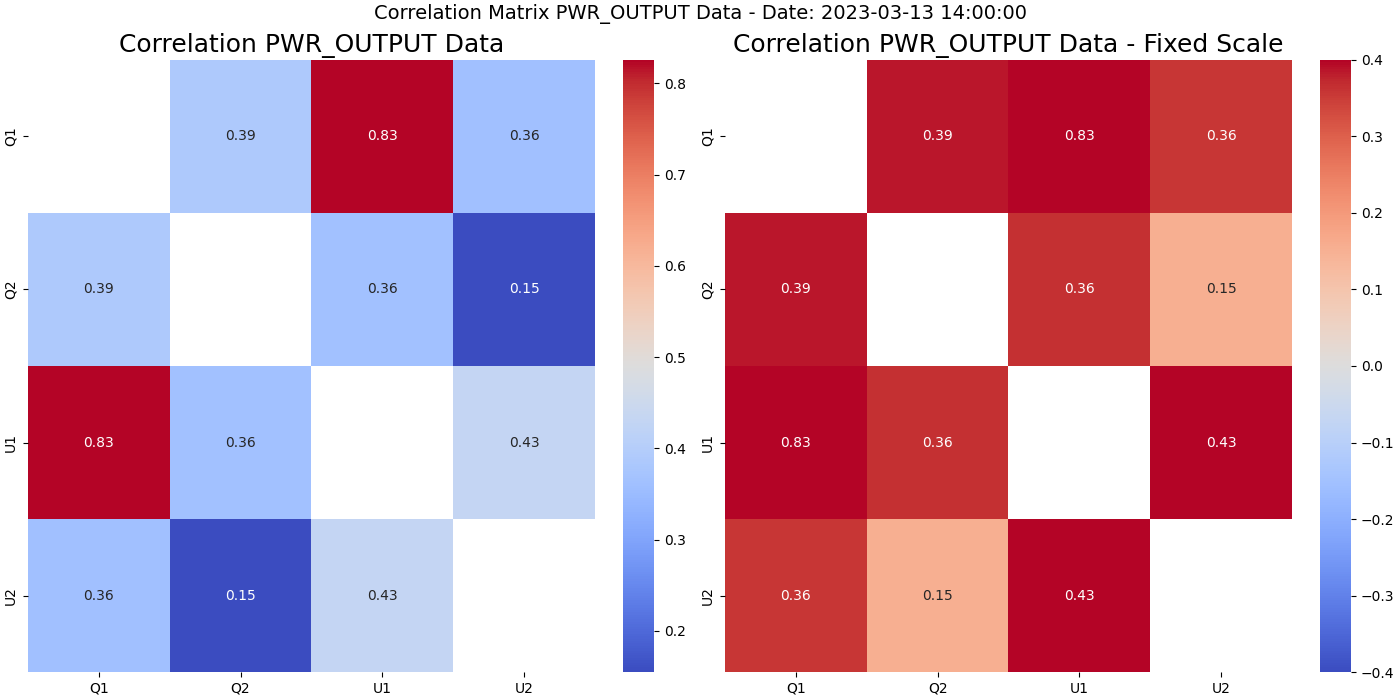 Correlation Matrix PWR_OUTPUT Data - Date: 2023-03-13 14:00:00
Correlation PWR_OUTPUT Data
Q1
0.39
0.83
0.36
Q2
0.39
0.36
0.15
U1
0.83
0.36
0.43
U2
0.36
0.15
0.43
Q1
Q2
U1
U2
0.8
0.7
0.6
0.5
0.4
0.3
0.2
Correlation PWR_OUTPUT Data - Fixed Scale
Q1
0.39
0.83
0.36
Q2
0.39
0.36
0.15
U1
0.83
0.36
0.43
U2
0.36
0.15
0.43
Q1
Q2
U1
U2
0.4
0.3
0.2
0.1
0.0
−0.1
−0.2
−0.3
−0.4